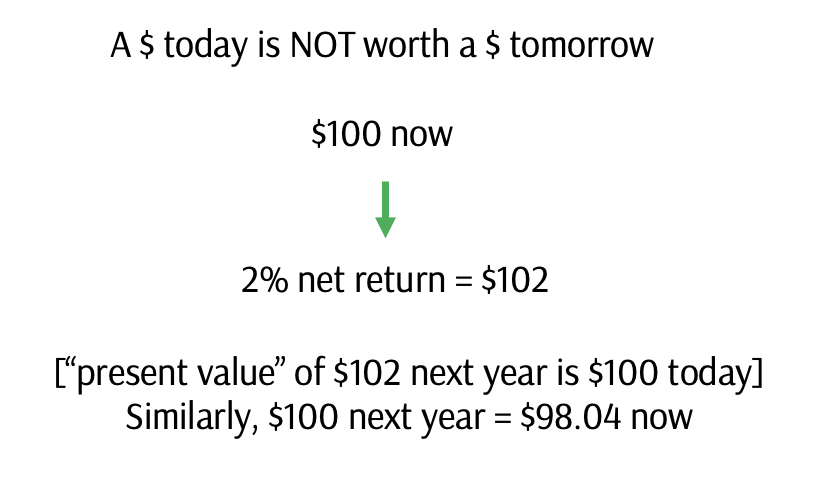 A $ today is NOT worth a $ tomorrow
$100 now
2% net return = $102
[“present value” of $102 next year is $100 today]
Similarly, $100 next year = $98.04 now